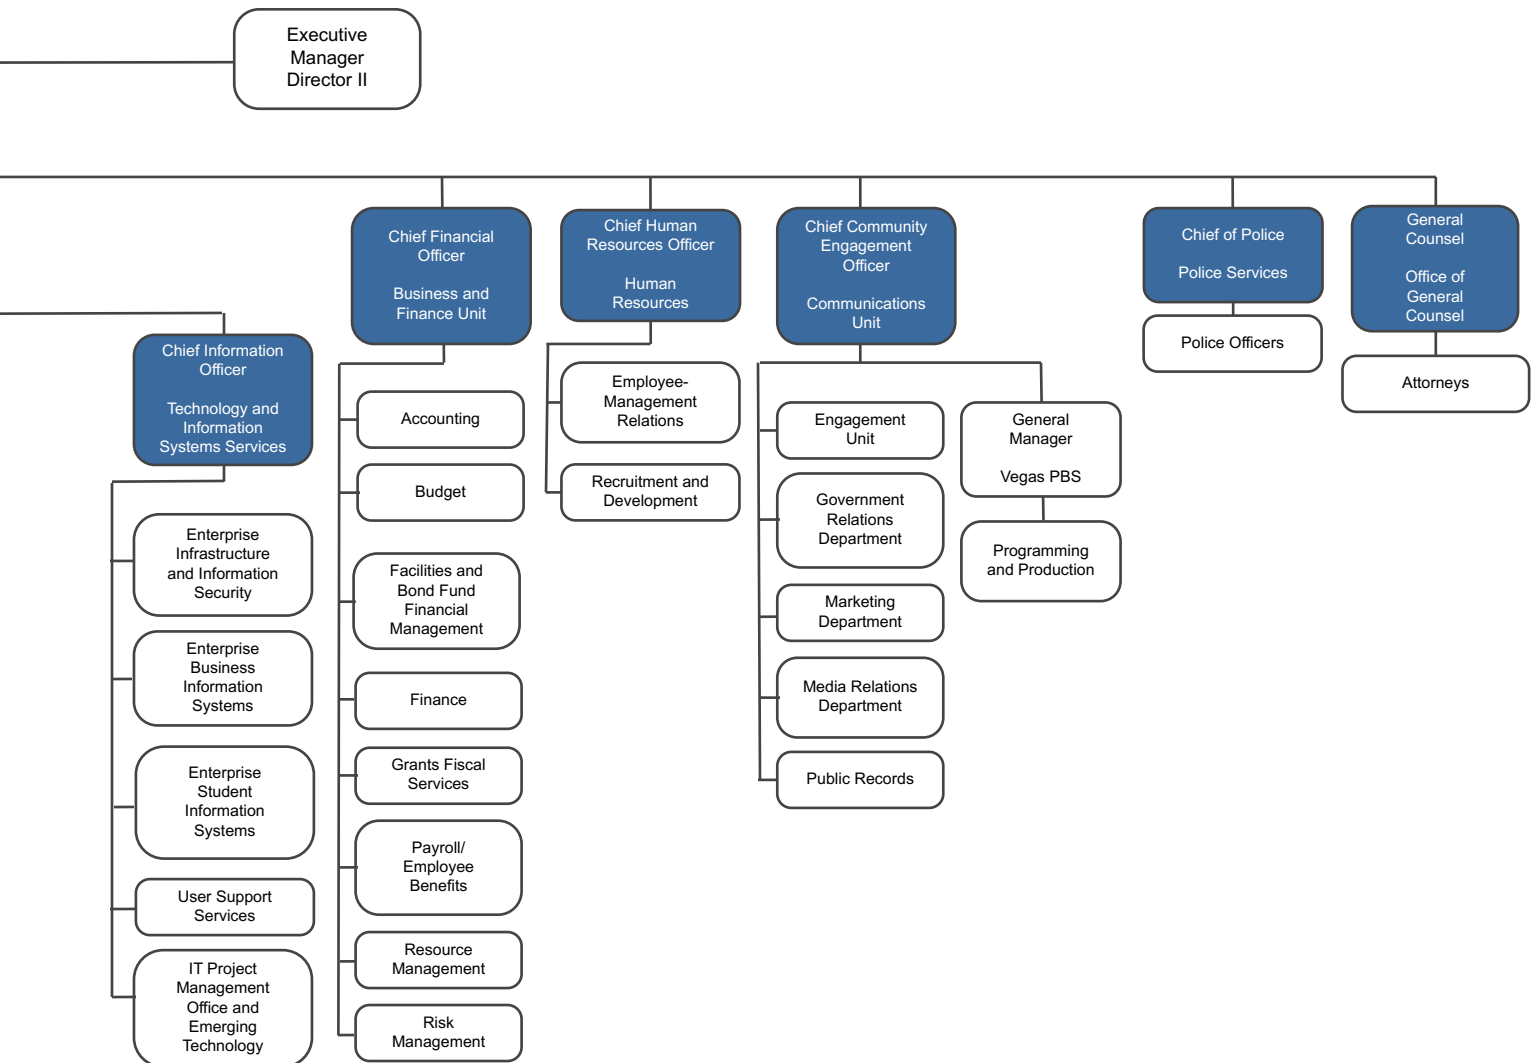 Executive
Manager
Director II
Chief Financial
Officer
Business and
Finance Unit
Chief Human
Resources Officer
Human
Resources
Chief Community
Engagement
Officer
Communications
Unit
Chief of Police
Police Services
General
Counsel
Office of
General
Counsel
Police Officers
Attorneys
Chief Information
Officer
Technology and
Information
Systems Services
Enterprise
Infrastructure
and Information
Security
Enterprise
Business
Information
Systems
Enterprise
Student
Information
Systems
User Support
Services
IT Project
Management
Office and
Emerging
Technology
Accounting
Budget
Facilities and
Bond Fund
Financial
Management
Finance
Grants Fiscal
Services
Payroll/
Employee
Benefits
Resource
Management
Risk
Management
Employee-
Management
Relations
Recruitment and
Development
Engagement
Unit
Government
Relations
Department
Marketing
Department
Media Relations
Department
Public Records
General
Manager
Vegas PBS
Programming
and Production